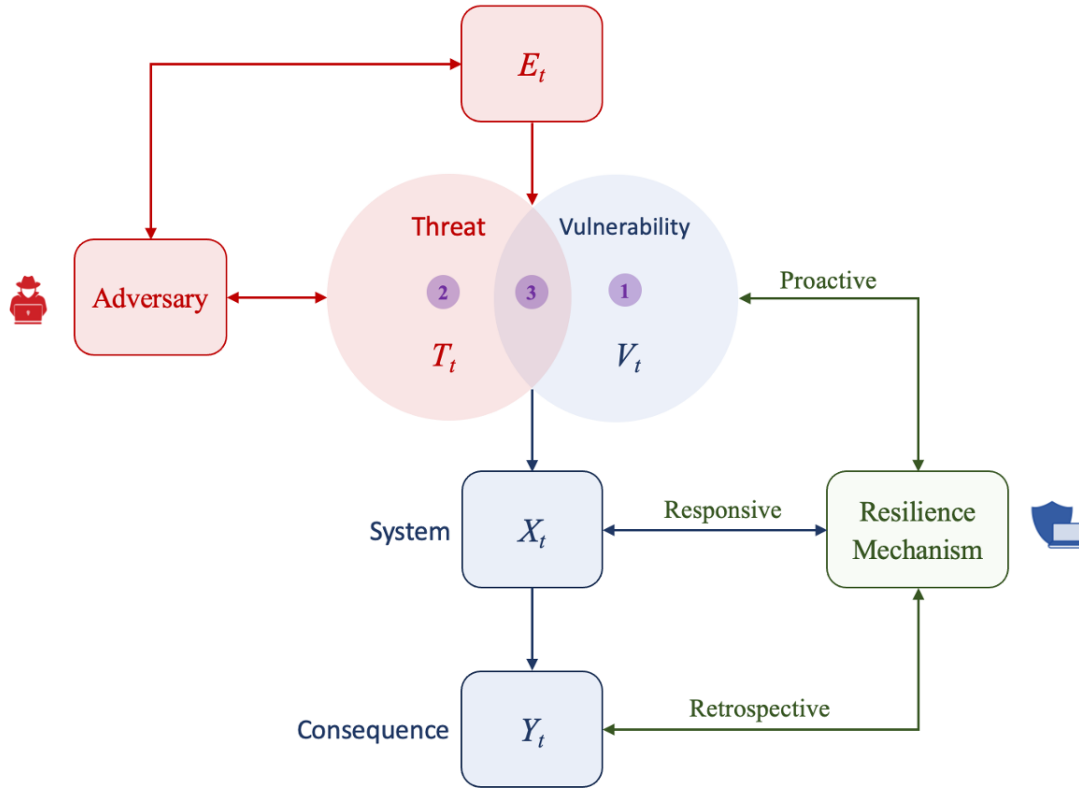 E_t
Threat
Vulnerability
2
3
1
Proactive
Adversary
T_t
V_t
Responsive
Resilience
Mechanism
System
X_t
Retrospective
Consequence
Y_t